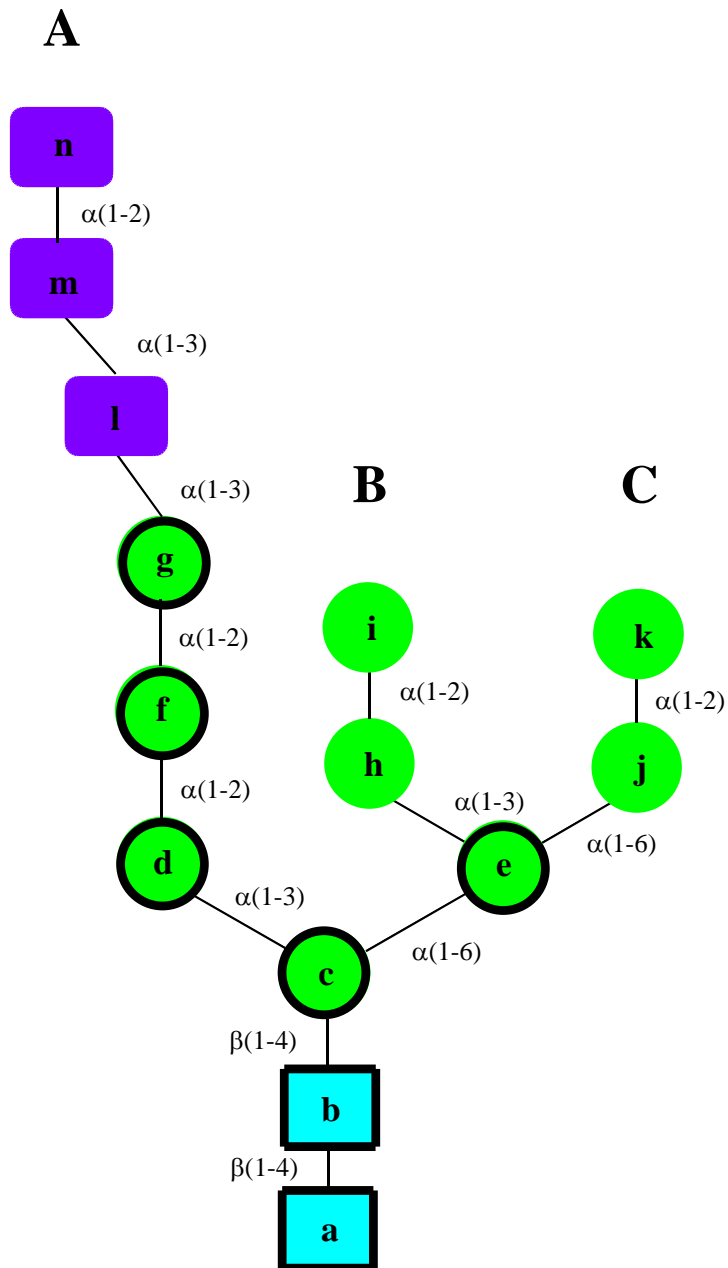 A
n
α(1-2)
m
α(1-3)
l
α(1-3)
B
C
g
α(1-2)
i
k
α(1-2)
α(1-2)
f
h
j
α(1-2)
α(1-3)
α(1-6)
d
e
α(1-3)
α(1-6)
c
β(1-4)
b
β(1-4)
a